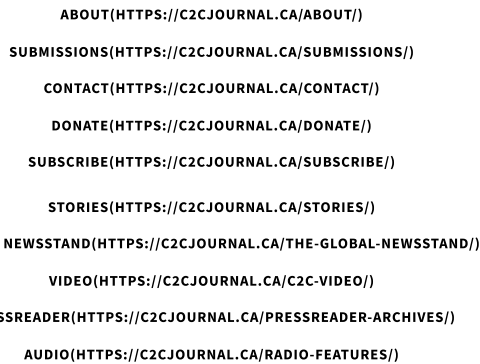 ABOUT(HTTPS://C2CJOURNAL.CA/ABOUT/)
SUBMISSIONS(HTTPS://C2CJOURNAL.CA/SUBMISSIONS/)
CONTACT(HTTPS://C2CJOURNAL.CA/CONTACT/)
DONATE(HTTPS://C2CJOURNAL.CA/DONATE/)
SUBSCRIBE(HTTPS://C2CJOURNAL.CA/SUBSCRIBE/)
STORIES(HTTPS://C2CJOURNAL.CA/STORIES/)
NEWSSTAND(HTTPS://C2CJOURNAL.CA/THE-GLOBAL-NEWSSTAND/)
VIDEO(HTTPS://C2CJOURNAL.CA/C2C-VIDEO/)
SSREADER(HTTPS://C2CJOURNAL.CA/PRESSREADER-ARCHIVES/)
AUDIO(HTTPS://C2CJOURNAL.CA/RADIO-FEATURES/)